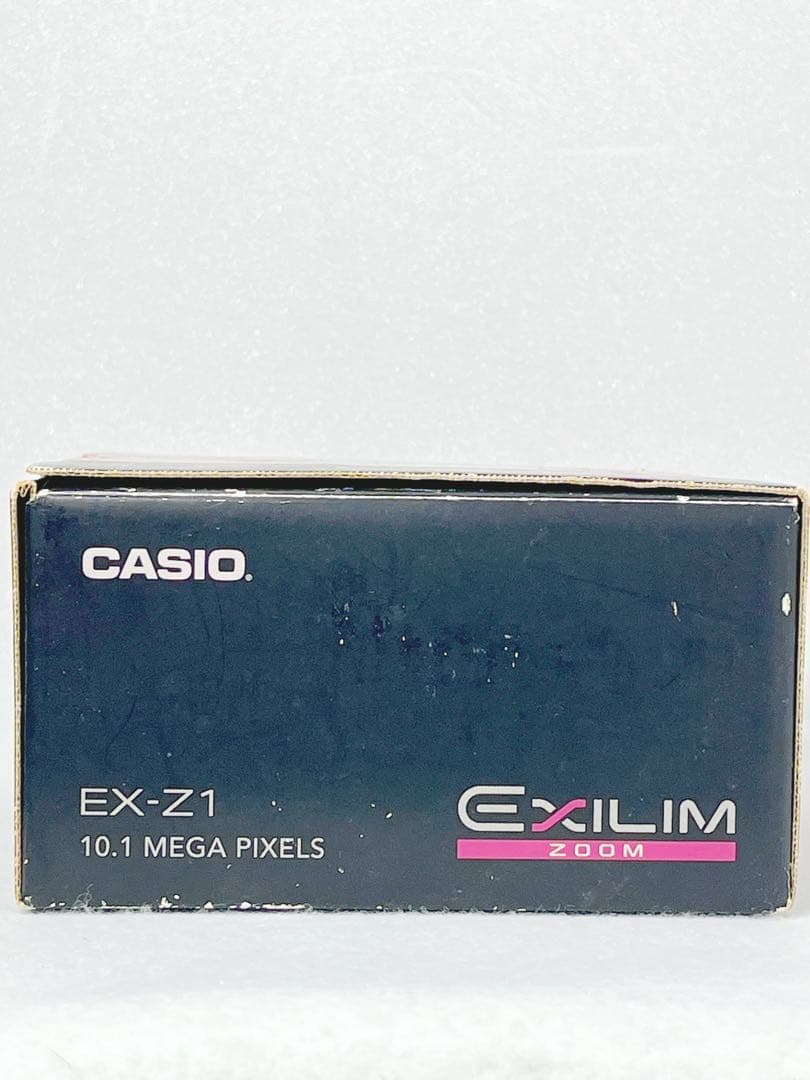 CASIO.
EX-Z1
10.1 MEGA PIXELS
EXILIM
ZOOM